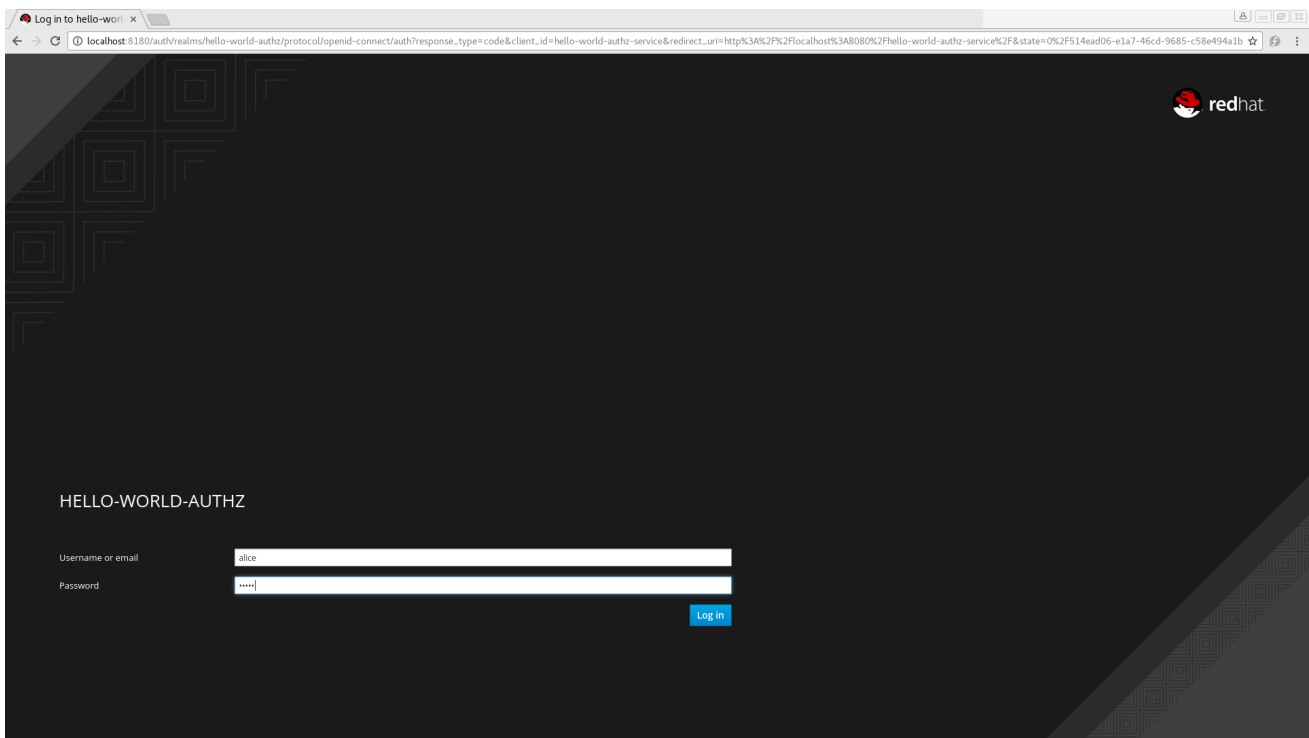 Log in to hello-worl
localhost:8180/auth/realms/hello-world-authz/protocol/openid-connect/auth?response_type=code&client_id=hello-world-authz-service&redirect_uri=http%3A%2F%2Flocalhost%3A8080%2Fhello-world-authz-service%2F&state=0%2F514ead06-e1a7-46cd-9685-c58e494a1b
redhat.
HELLO-WORLD-AUTHZ
Username or email alice
Password •••••
Log in